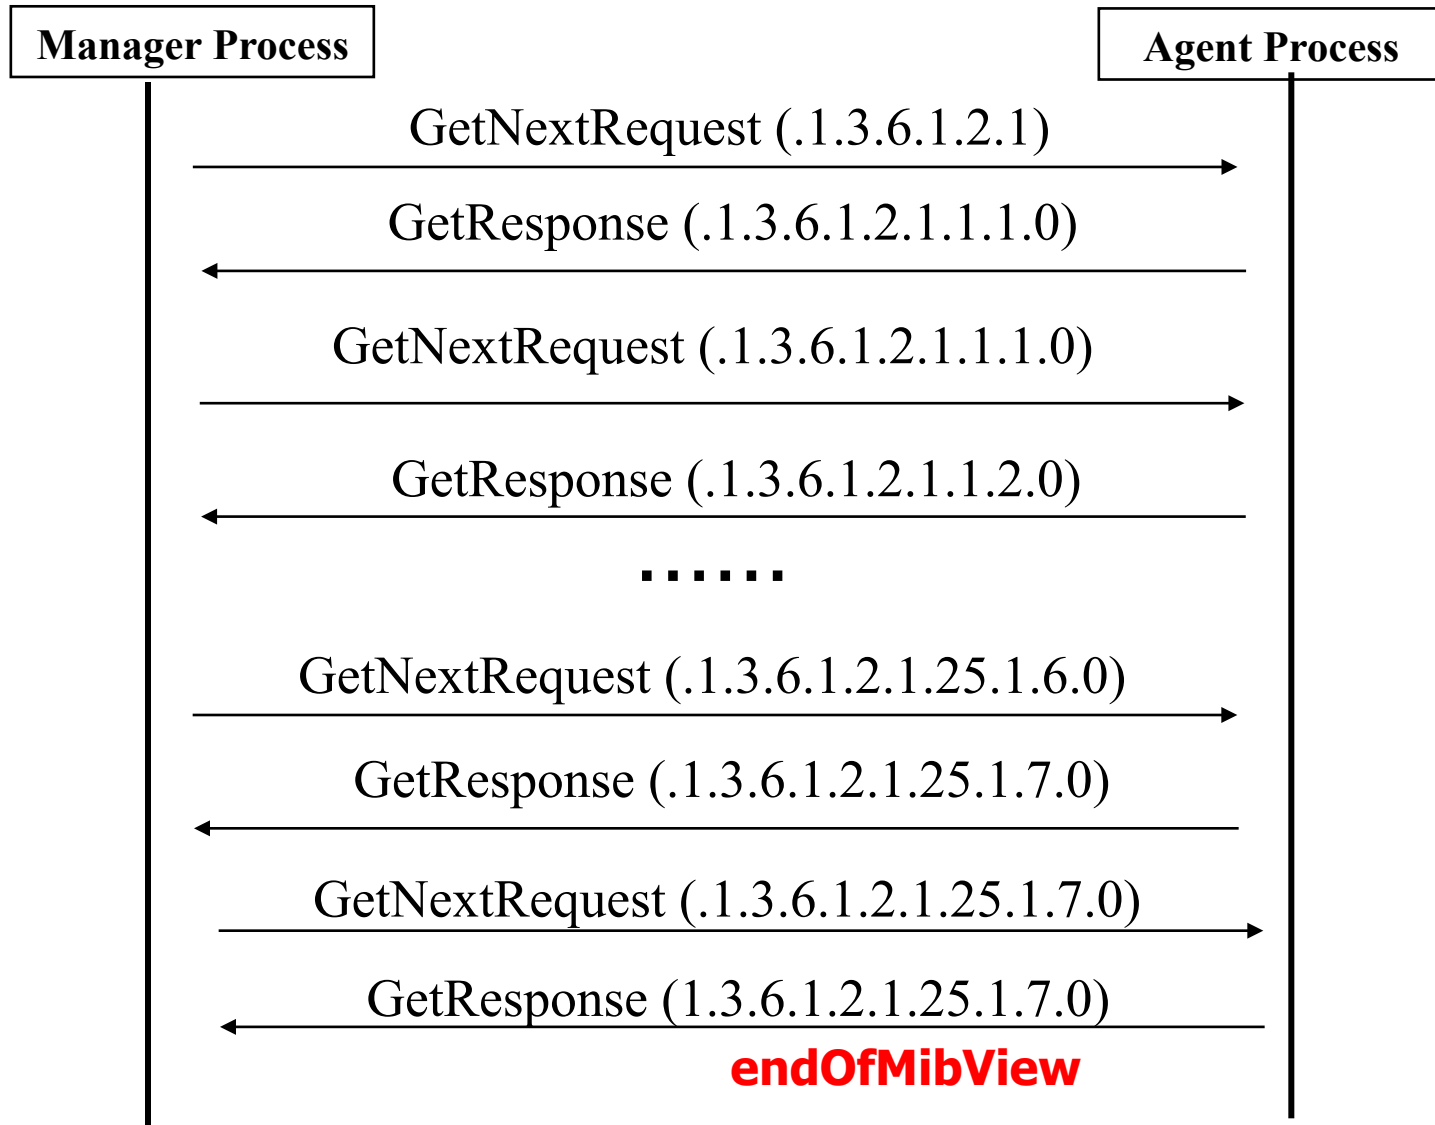 Manager Process
Agent Process
GetNextRequest (.1.3.6.1.2.1)
GetResponse (.1.3.6.1.2.1.1.1.0)
GetNextRequest (.1.3.6.1.2.1.1.1.0)
GetResponse (.1.3.6.1.2.1.1.2.0)
......
GetNextRequest (.1.3.6.1.2.1.25.1.6.0)
GetResponse (.1.3.6.1.2.1.25.1.7.0)
GetNextRequest (.1.3.6.1.2.1.25.1.7.0)
GetResponse (1.3.6.1.2.1.25.1.7.0)
endOfMibView